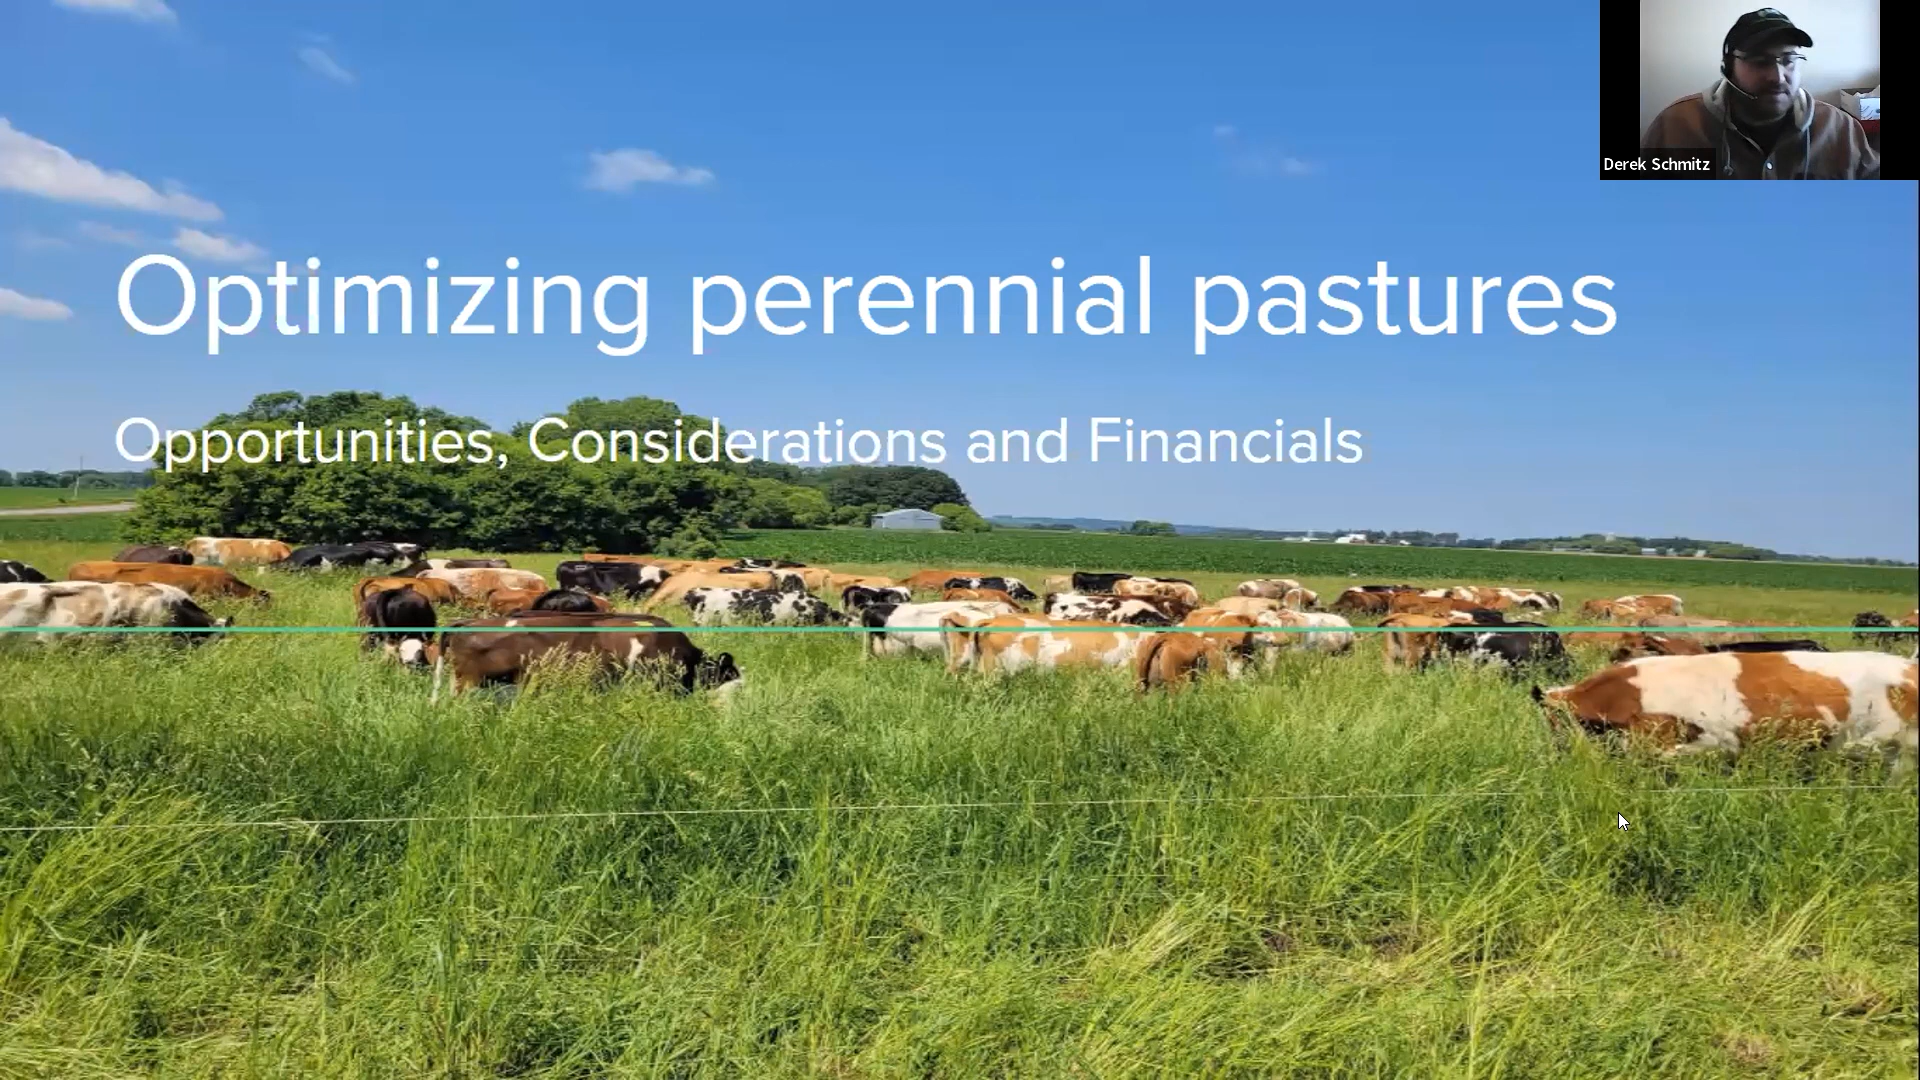 Derek Schmitz
Optimizing perennial pastures
Opportunities, Considerations and Financials